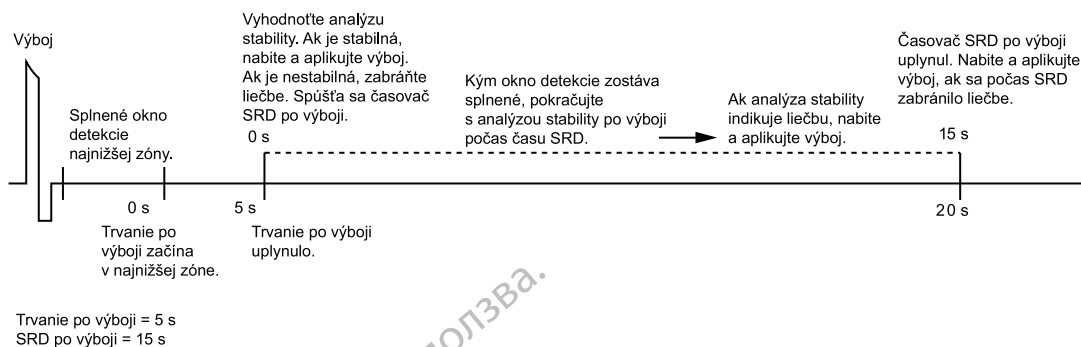 Výboj
Splnené okno
detekcie
najnižšej zóny.
Vyhodnoťte analýzu
stability. Ak je stabilná,
nabite a aplikujte výboj.
Ak je nestabilná, zabráňte
liečbe. Spúšťa sa časovač
SRD po výboji.
0 s
Kým okno detekcie zostáva
splnené, pokračujte
s analýzou stability po výboji
počas času SRD.
Ak analýza stability
indikuje liečbu, nabite
a aplikujte výboj.
Časovač SRD po výboji
uplynul. Nabite a aplikujte
výboj, ak sa počas SRD
zabránilo liečbe.
15 s
0 s
5 s
20 s
Trvanie po
výboji začína
v najnižšej zóne.
Trvanie po výboji
uplynulo.
Trvanie po výboji = 5 s
SRD po výboji = 15 s